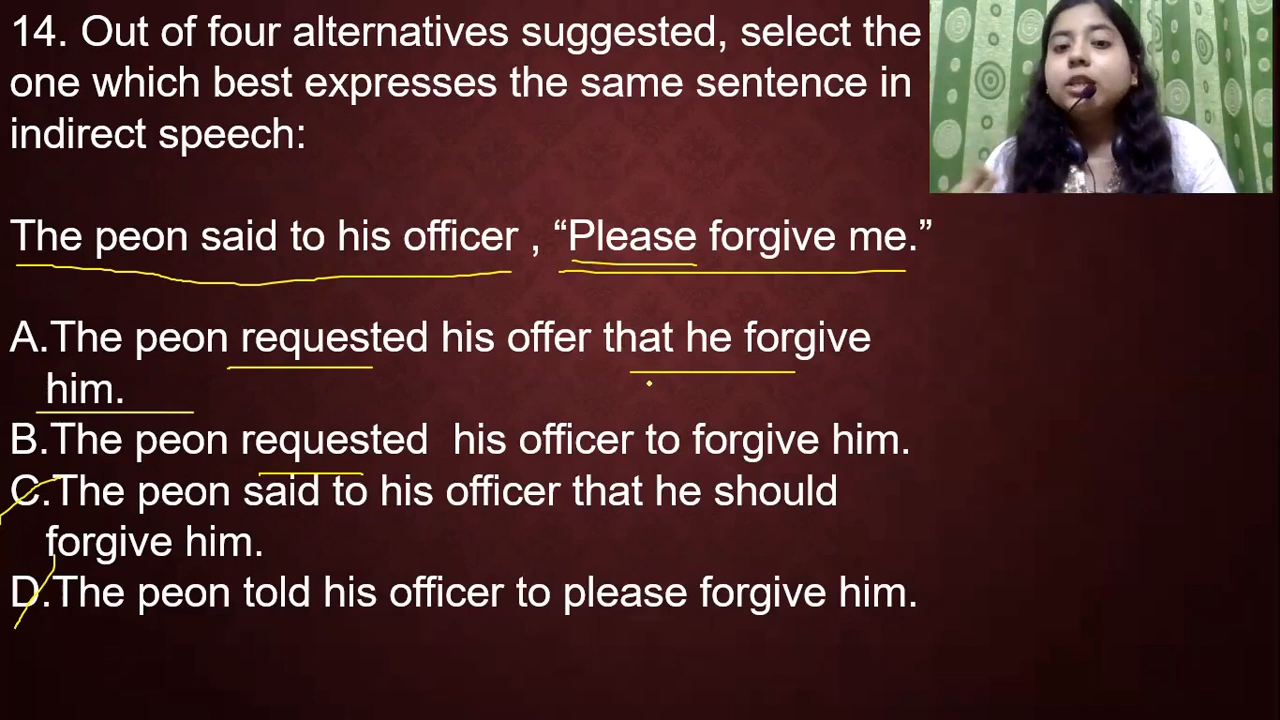 14. Out of four alternatives suggested, select the
one which best expresses the same sentence in
indirect speech:
The peon said to his officer , “Please forgive me.”
A.The peon requested his offer that he forgive
him.
B.The peon requested  his officer to forgive him.
C.The peon said to his officer that he should
forgive him.
D.The peon told his officer to please forgive him.